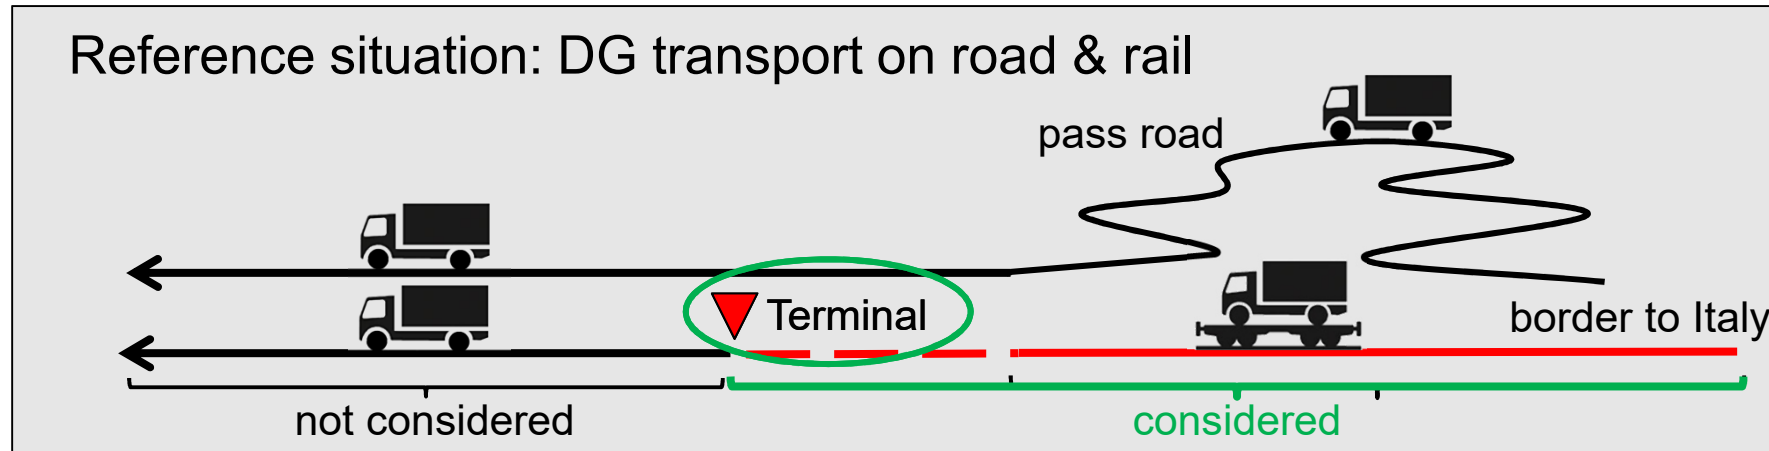 Reference situation: DG transport on road & rail
pass road
Terminal
border to Italy
not considered
considered